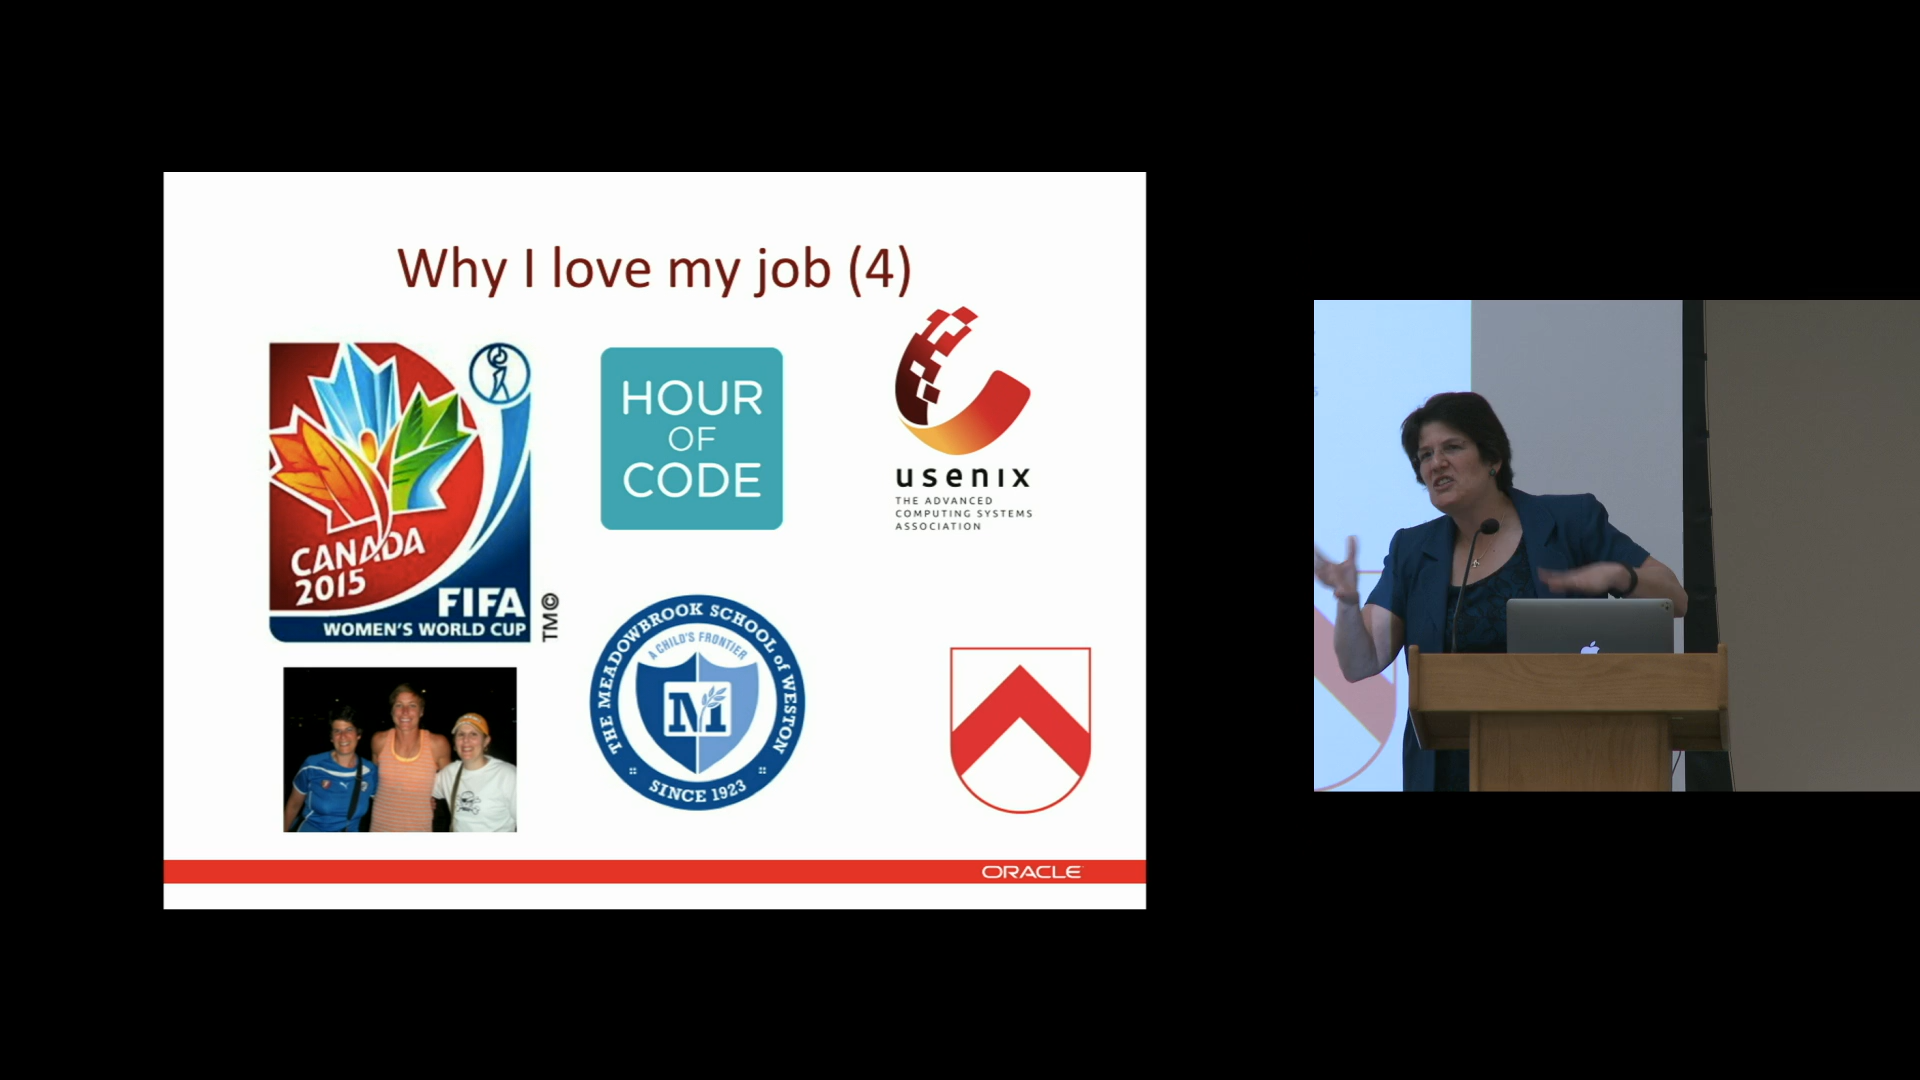 Why I love my job (4)
CANADA
2015
FIFA
TM©
WOMEN'S WORLD CUP
HOUR
OF
CODE
usenix
THE ADVANCED
COMPUTING SYSTEMS
ASSOCIATION
THE MEADOWBROOK SCHOOL of WESTON
A CHILD'S FRONTIER
M
SINCE 1923
ORACLE